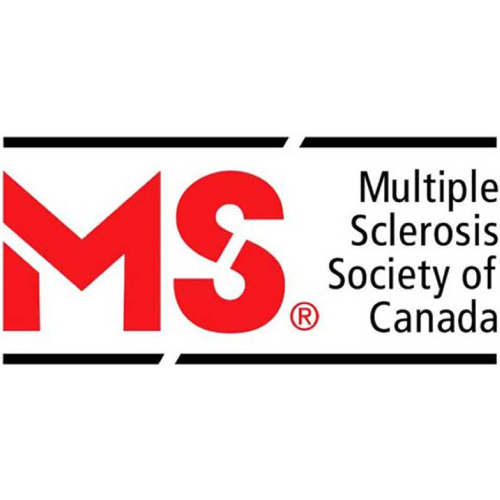 MS®
Multiple
Sclerosis
Society of
Canada